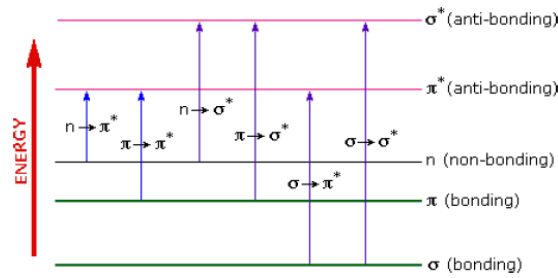 σ* (anti-bonding)
π* (anti-bonding)
n → σ*
n → π*
π → π*
π → σ*
σ → σ*
n (non-bonding)
σ → π*
π (bonding)
σ (bonding)
ENERGY